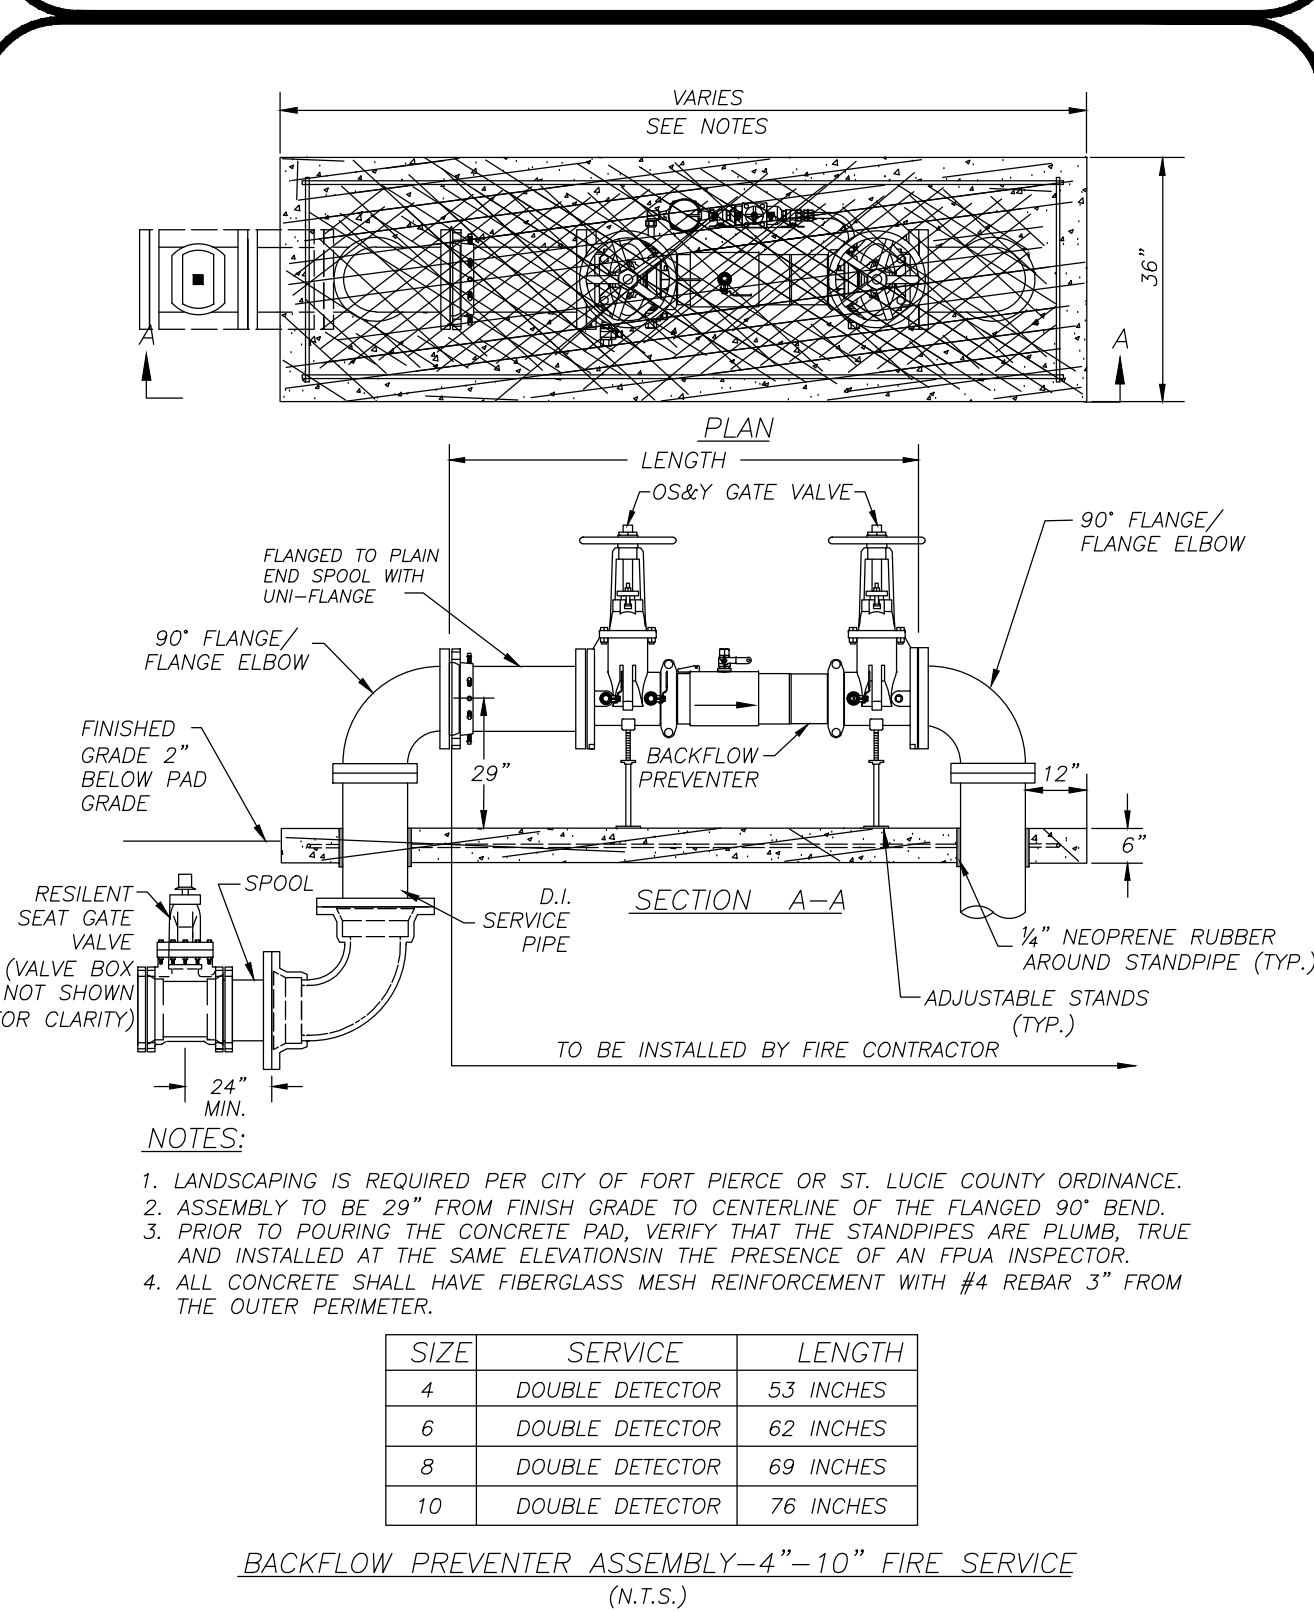 VARIES
SEE NOTES
36"
A
A
PLAN
LENGTH
OS&Y GATE VALVE
90° FLANGE/
FLANGE ELBOW
FLANGED TO PLAIN
END SPOOL WITH
UNI-FLANGE
90° FLANGE/
FLANGE ELBOW
FINISHED
GRADE 2"
BELOW PAD
GRADE
29"
BACKFLOW
PREVENTER
12"
6"
RESILENT
SEAT GATE
VALVE
(VALVE BOX
NOT SHOWN
OR CLARITY)
SPOOL
D.I.
SERVICE
PIPE
SECTION A-A
¼" NEOPRENE RUBBER
AROUND STANDPIPE (TYP.)
ADJUSTABLE STANDS
(TYP.)
TO BE INSTALLED BY FIRE CONTRACTOR
24"
MIN.
NOTES:
1. LANDSCAPING IS REQUIRED PER CITY OF FORT PIERCE OR ST. LUCIE COUNTY ORDINANCE.
2. ASSEMBLY TO BE 29" FROM FINISH GRADE TO CENTERLINE OF THE FLANGED 90° BEND.
3. PRIOR TO POURING THE CONCRETE PAD, VERIFY THAT THE STANDPIPES ARE PLUMB, TRUE
AND INSTALLED AT THE SAME ELEVATIONSIN THE PRESENCE OF AN FPUA INSPECTOR.
4. ALL CONCRETE SHALL HAVE FIBERGLASS MESH REINFORCEMENT WITH #4 REBAR 3" FROM
THE OUTER PERIMETER.
SIZE SERVICE LENGTH
4 DOUBLE DETECTOR 53 INCHES
6 DOUBLE DETECTOR 62 INCHES
8 DOUBLE DETECTOR 69 INCHES
10 DOUBLE DETECTOR 76 INCHES
BACKFLOW PREVENTER ASSEMBLY-4"-10" FIRE SERVICE
(N.T.S.)